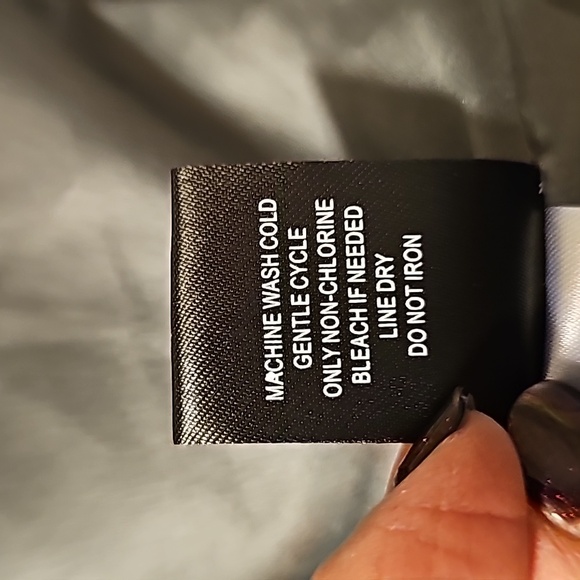 MACHINE WASH COLD
GENTLE CYCLE
ONLY NON-CHLORINE
BLEACH IF NEEDED
LINE DRY
DO NOT IRON